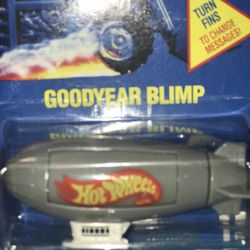 TURN
FINS
TO CHANGE
MESSAGES!
GOODYEAR BLIMP
Hot Wheels